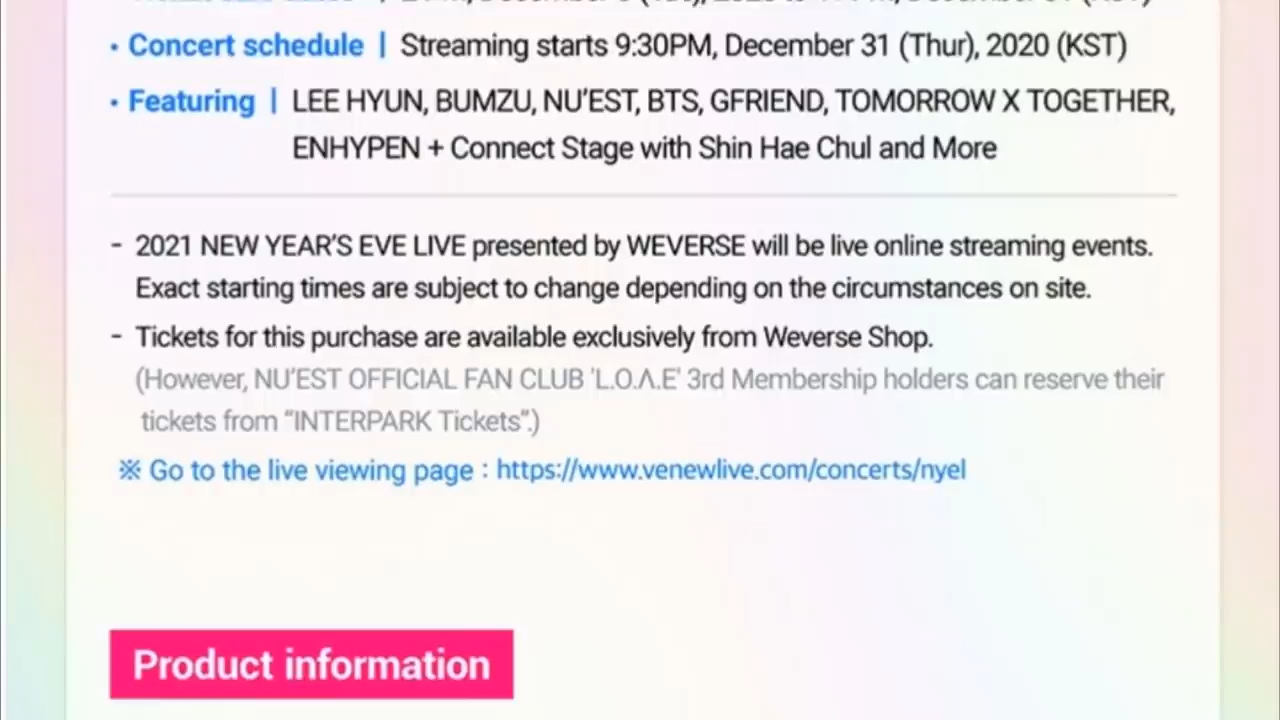 • Concert schedule | Streaming starts 9:30PM, December 31 (Thur), 2020 (KST)
• Featuring | LEE HYUN, BUMZU, NU'EST, BTS, GFRIEND, TOMORROW X TOGETHER,
ENHYPEN + Connect Stage with Shin Hae Chul and More
- 2021 NEW YEAR'S EVE LIVE presented by WEVERSE will be live online streaming events.
Exact starting times are subject to change depending on the circumstances on site.
- Tickets for this purchase are available exclusively from Weverse Shop.
(However, NU'EST OFFICIAL FAN CLUB 'L.O.Λ.E' 3rd Membership holders can reserve their
tickets from “INTERPARK Tickets”.)
※ Go to the live viewing page : https://www.venewlive.com/concerts/nyel
Product information